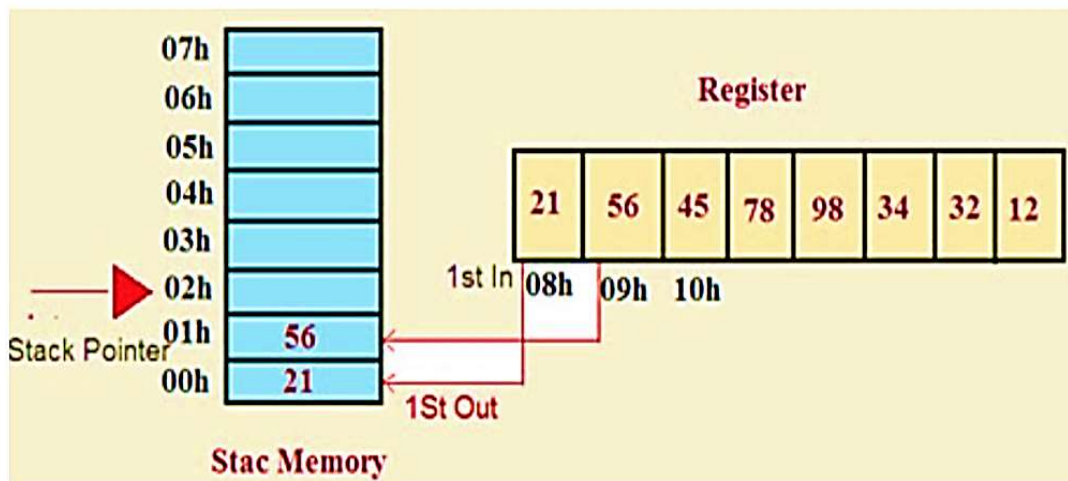 07h
06h
05h
04h
03h
02h
01h
00h
Stack Pointer
56
21
Stac Memory
Register
21 56 45 78 98 34 32 12
1st In 08h 09h 10h
1St Out